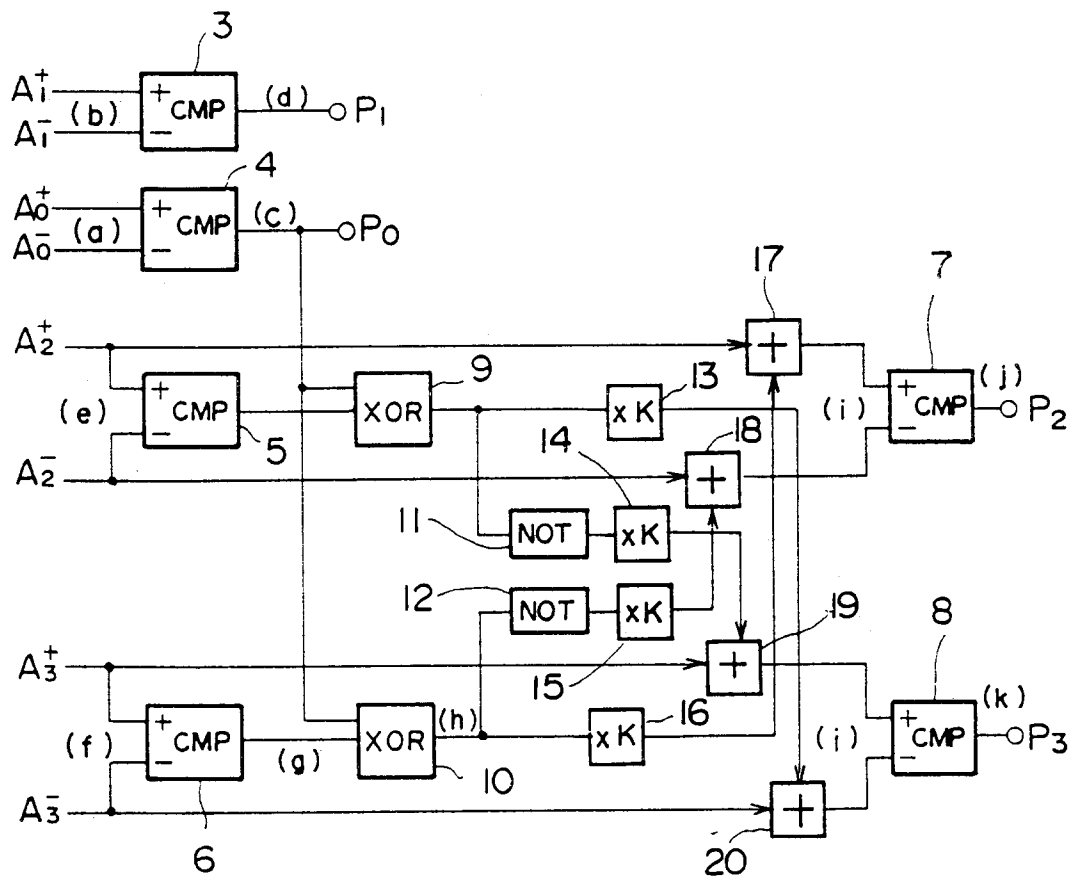 3
A₁⁺ + CMP (d) P₁
(b)
A₁⁻ −
4
A₀⁺ + CMP (c) P₀
(a)
A₀⁻ −
17
7
A₂⁺ +
9
13
+ CMP XOR xK + CMP (j) P₂
(e) (i)
− 5 −
14
18
A₂⁻ +
11 NOT xK
12 NOT xK
15
19
A₃⁺ +
8
16
+ CMP XOR (h) xK + CMP (k) P₃
(f) (g) (i)
− 10 −
A₃⁻ +
6
20